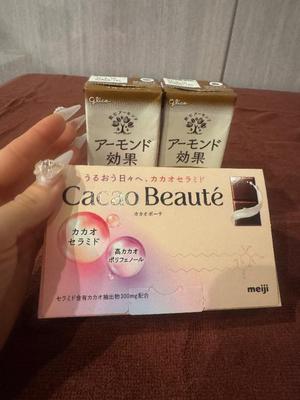 Glico
アーモンド
効果
Glico
アーモンド
効果
うるおう日々へ、カカオセラミド
Cacao Beauté
カカオボーテ
カカオ
セラミド
高カカオ
ポリフェノール
セラミド含有カカオ抽出物300mg配合
meiji